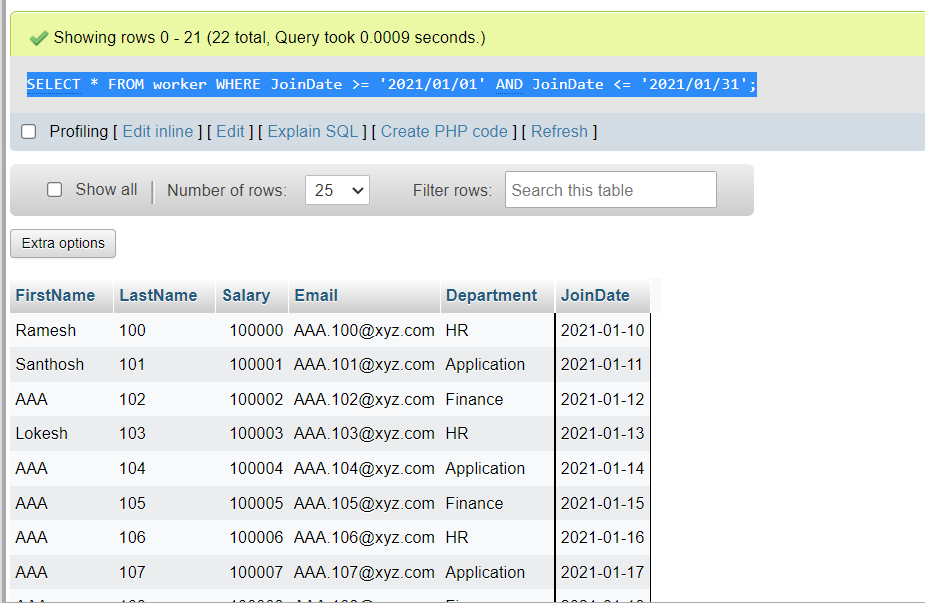 Showing rows 0 - 21 (22 total, Query took 0.0009 seconds.)
SELECT * FROM worker WHERE JoinDate >= '2021/01/01' AND JoinDate <= '2021/01/31';
Profiling [ Edit inline ] [ Edit ] [ Explain SQL ] [ Create PHP code ] [ Refresh ]
Show all Number of rows: 25 Filter rows: Search this table
Extra options
FirstName LastName Salary Email Department JoinDate
Ramesh 100 100000 AAA.100@xyz.com HR 2021-01-10
Santhosh 101 100001 AAA.101@xyz.com Application 2021-01-11
AAA 102 100002 AAA.102@xyz.com Finance 2021-01-12
Lokesh 103 100003 AAA.103@xyz.com HR 2021-01-13
AAA 104 100004 AAA.104@xyz.com Application 2021-01-14
AAA 105 100005 AAA.105@xyz.com Finance 2021-01-15
AAA 106 100006 AAA.106@xyz.com HR 2021-01-16
AAA 107 100007 AAA.107@xyz.com Application 2021-01-17